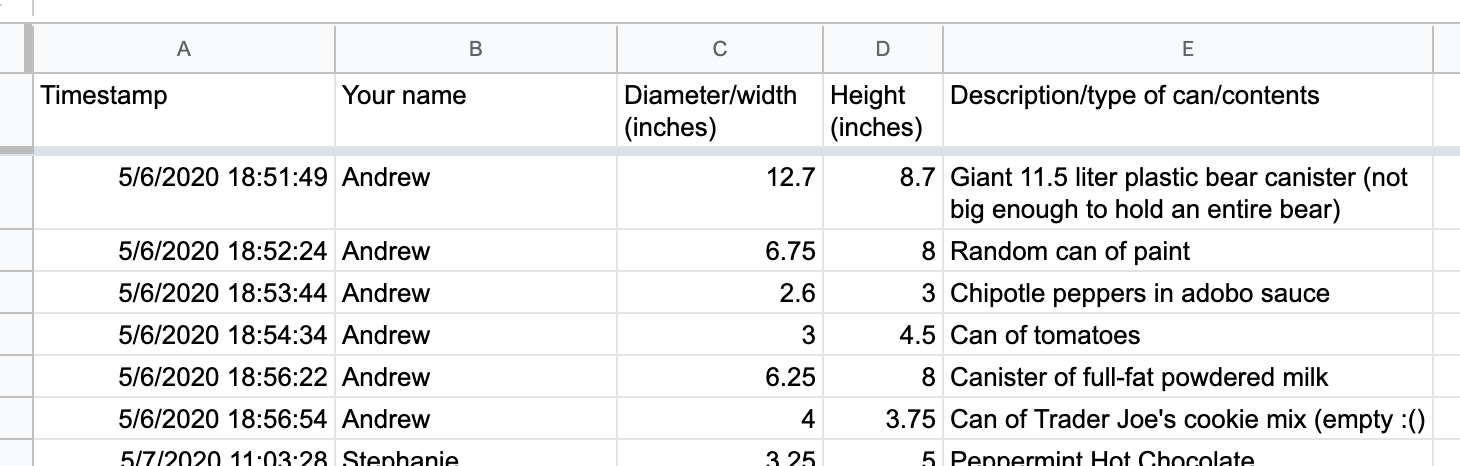 A B C D E
Timestamp Your name Diameter/width Height Description/type of can/contents
(inches) (inches)
5/6/2020 18:51:49 Andrew 12.7 8.7 Giant 11.5 liter plastic bear canister (not
big enough to hold an entire bear)
5/6/2020 18:52:24 Andrew 6.75 8 Random can of paint
5/6/2020 18:53:44 Andrew 2.6 3 Chipotle peppers in adobo sauce
5/6/2020 18:54:34 Andrew 3 4.5 Can of tomatoes
5/6/2020 18:56:22 Andrew 6.25 8 Canister of full-fat powdered milk
5/6/2020 18:56:54 Andrew 4 3.75 Can of Trader Joe's cookie mix (empty :()
5/7/2020 11:03:28 Stephanie 3.25 5 Peppermint Hot Chocolate